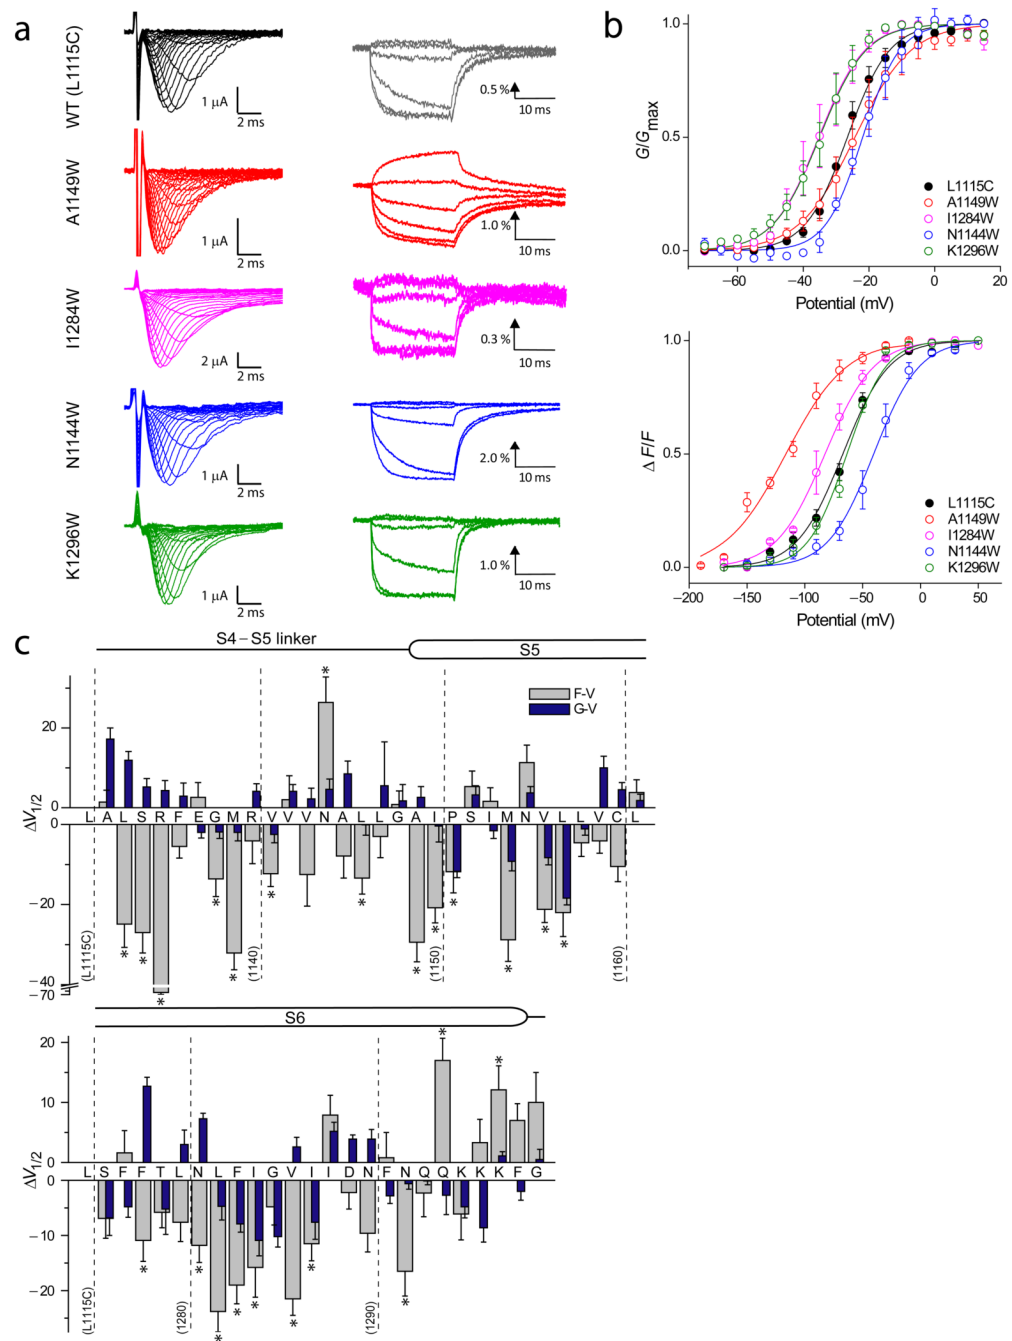 a
WT (L1115C)
1 μA
2 ms
0.5 %
10 ms
A1149W
1 μA
2 ms
1.0 %
10 ms
I1284W
2 μA
2 ms
0.3 %
10 ms
N1144W
1 μA
2 ms
2.0 %
10 ms
K1296W
1 μA
2 ms
1.0 %
10 ms
b
G/Gmax
1.0
0.5
0.0
L1115C
A1149W
I1284W
N1144W
K1296W
−60 −40 −20 0 20
Potential (mV)
Δ F/F
1.0
0.5
0.0
L1115C
A1149W
I1284W
N1144W
K1296W
−200 −150 −100 −50 0 50
Potential (mV)
c
S4 – S5 linker
S5
F-V
G-V
20
0
ΔV1/2
L A L S R F E G M R V V V N A L L G A I P S I M N V L L V C L
0
−20
−40
−70
(L1115C)
(1140)
(1150)
(1160)
S6
20
10
0
ΔV1/2
L S F F T L N L F I G V I I D N F N Q Q K K K F G
0
−10
−20
(L1115C)
(1280)
(1290)